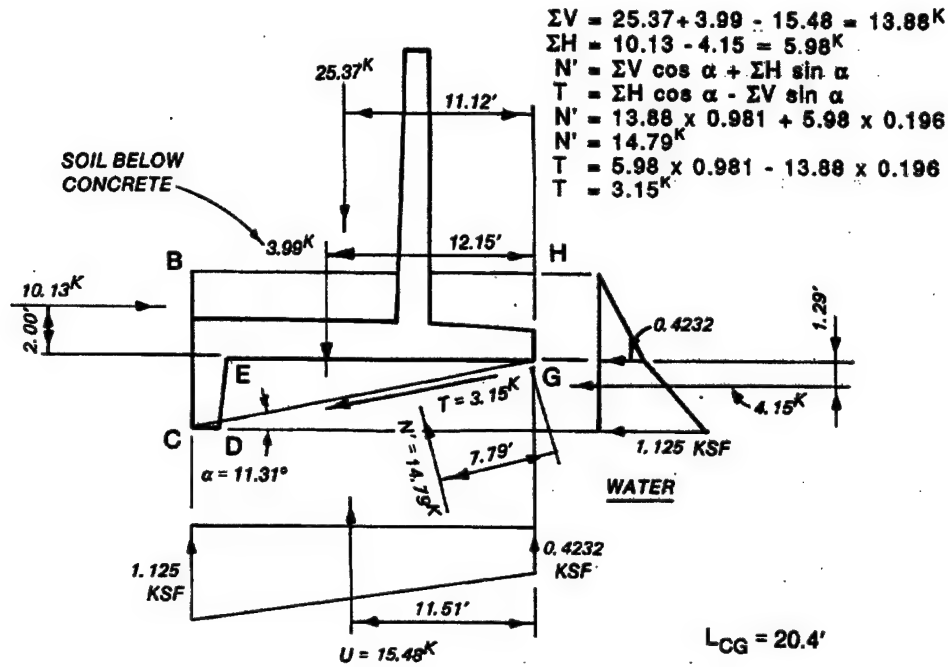 ΣV = 25.37+3.99 - 15.48 = 13.88ᴷ
ΣH = 10.13 - 4.15 = 5.98ᴷ
N' = ΣV cos α + ΣH sin α
T = ΣH cos α - ΣV sin α
N' = 13.88 x 0.981 + 5.98 x 0.196
N' = 14.79ᴷ
T = 5.98 x 0.981 - 13.88 x 0.196
T = 3.15ᴷ
25.37ᴷ
11.12'
SOIL BELOW
CONCRETE
3.99ᴷ
12.15'
B
H
10.13ᴷ
2.00'
0.4232
1.29'
E
G
T = 3.15ᴷ
4.15ᴷ
C
D
α = 11.31°
N' = 14.79ᴷ
7.79'
1.125 KSF
WATER
1.125
KSF
0.4232
KSF
11.51'
U = 15.48ᴷ
L_CG = 20.4'